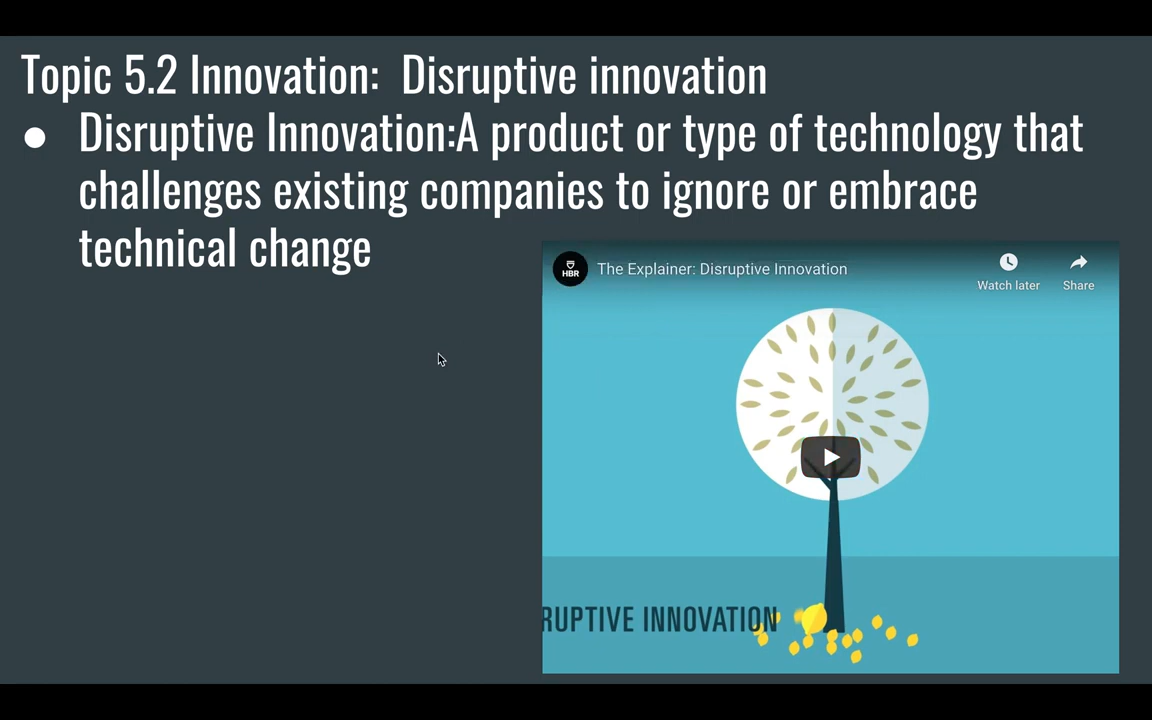 Topic 5.2 Innovation:  Disruptive innovation
● Disruptive Innovation:A product or type of technology that
challenges existing companies to ignore or embrace
technical change
HBR
The Explainer: Disruptive Innovation
Watch later
Share
RUPTIVE INNOVATION